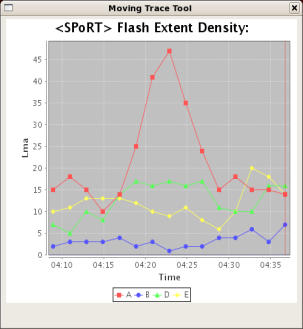 Moving Trace Tool
<SPoRT> Flash Extent Density:
45
40
35
30
25
20
15
10
5
0
Lma
04:10 04:15 04:20 04:25 04:30 04:35
Time
A B D E